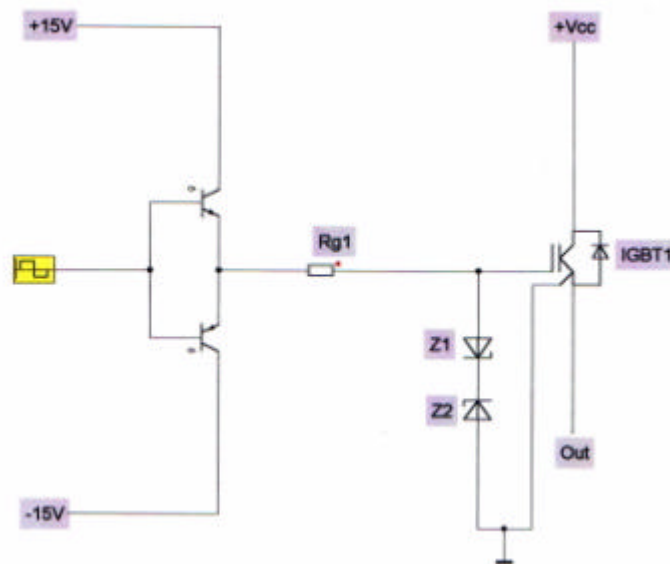 +15V
+Vcc
Rg1
IGBT1
Z1
Z2
Out
-15V